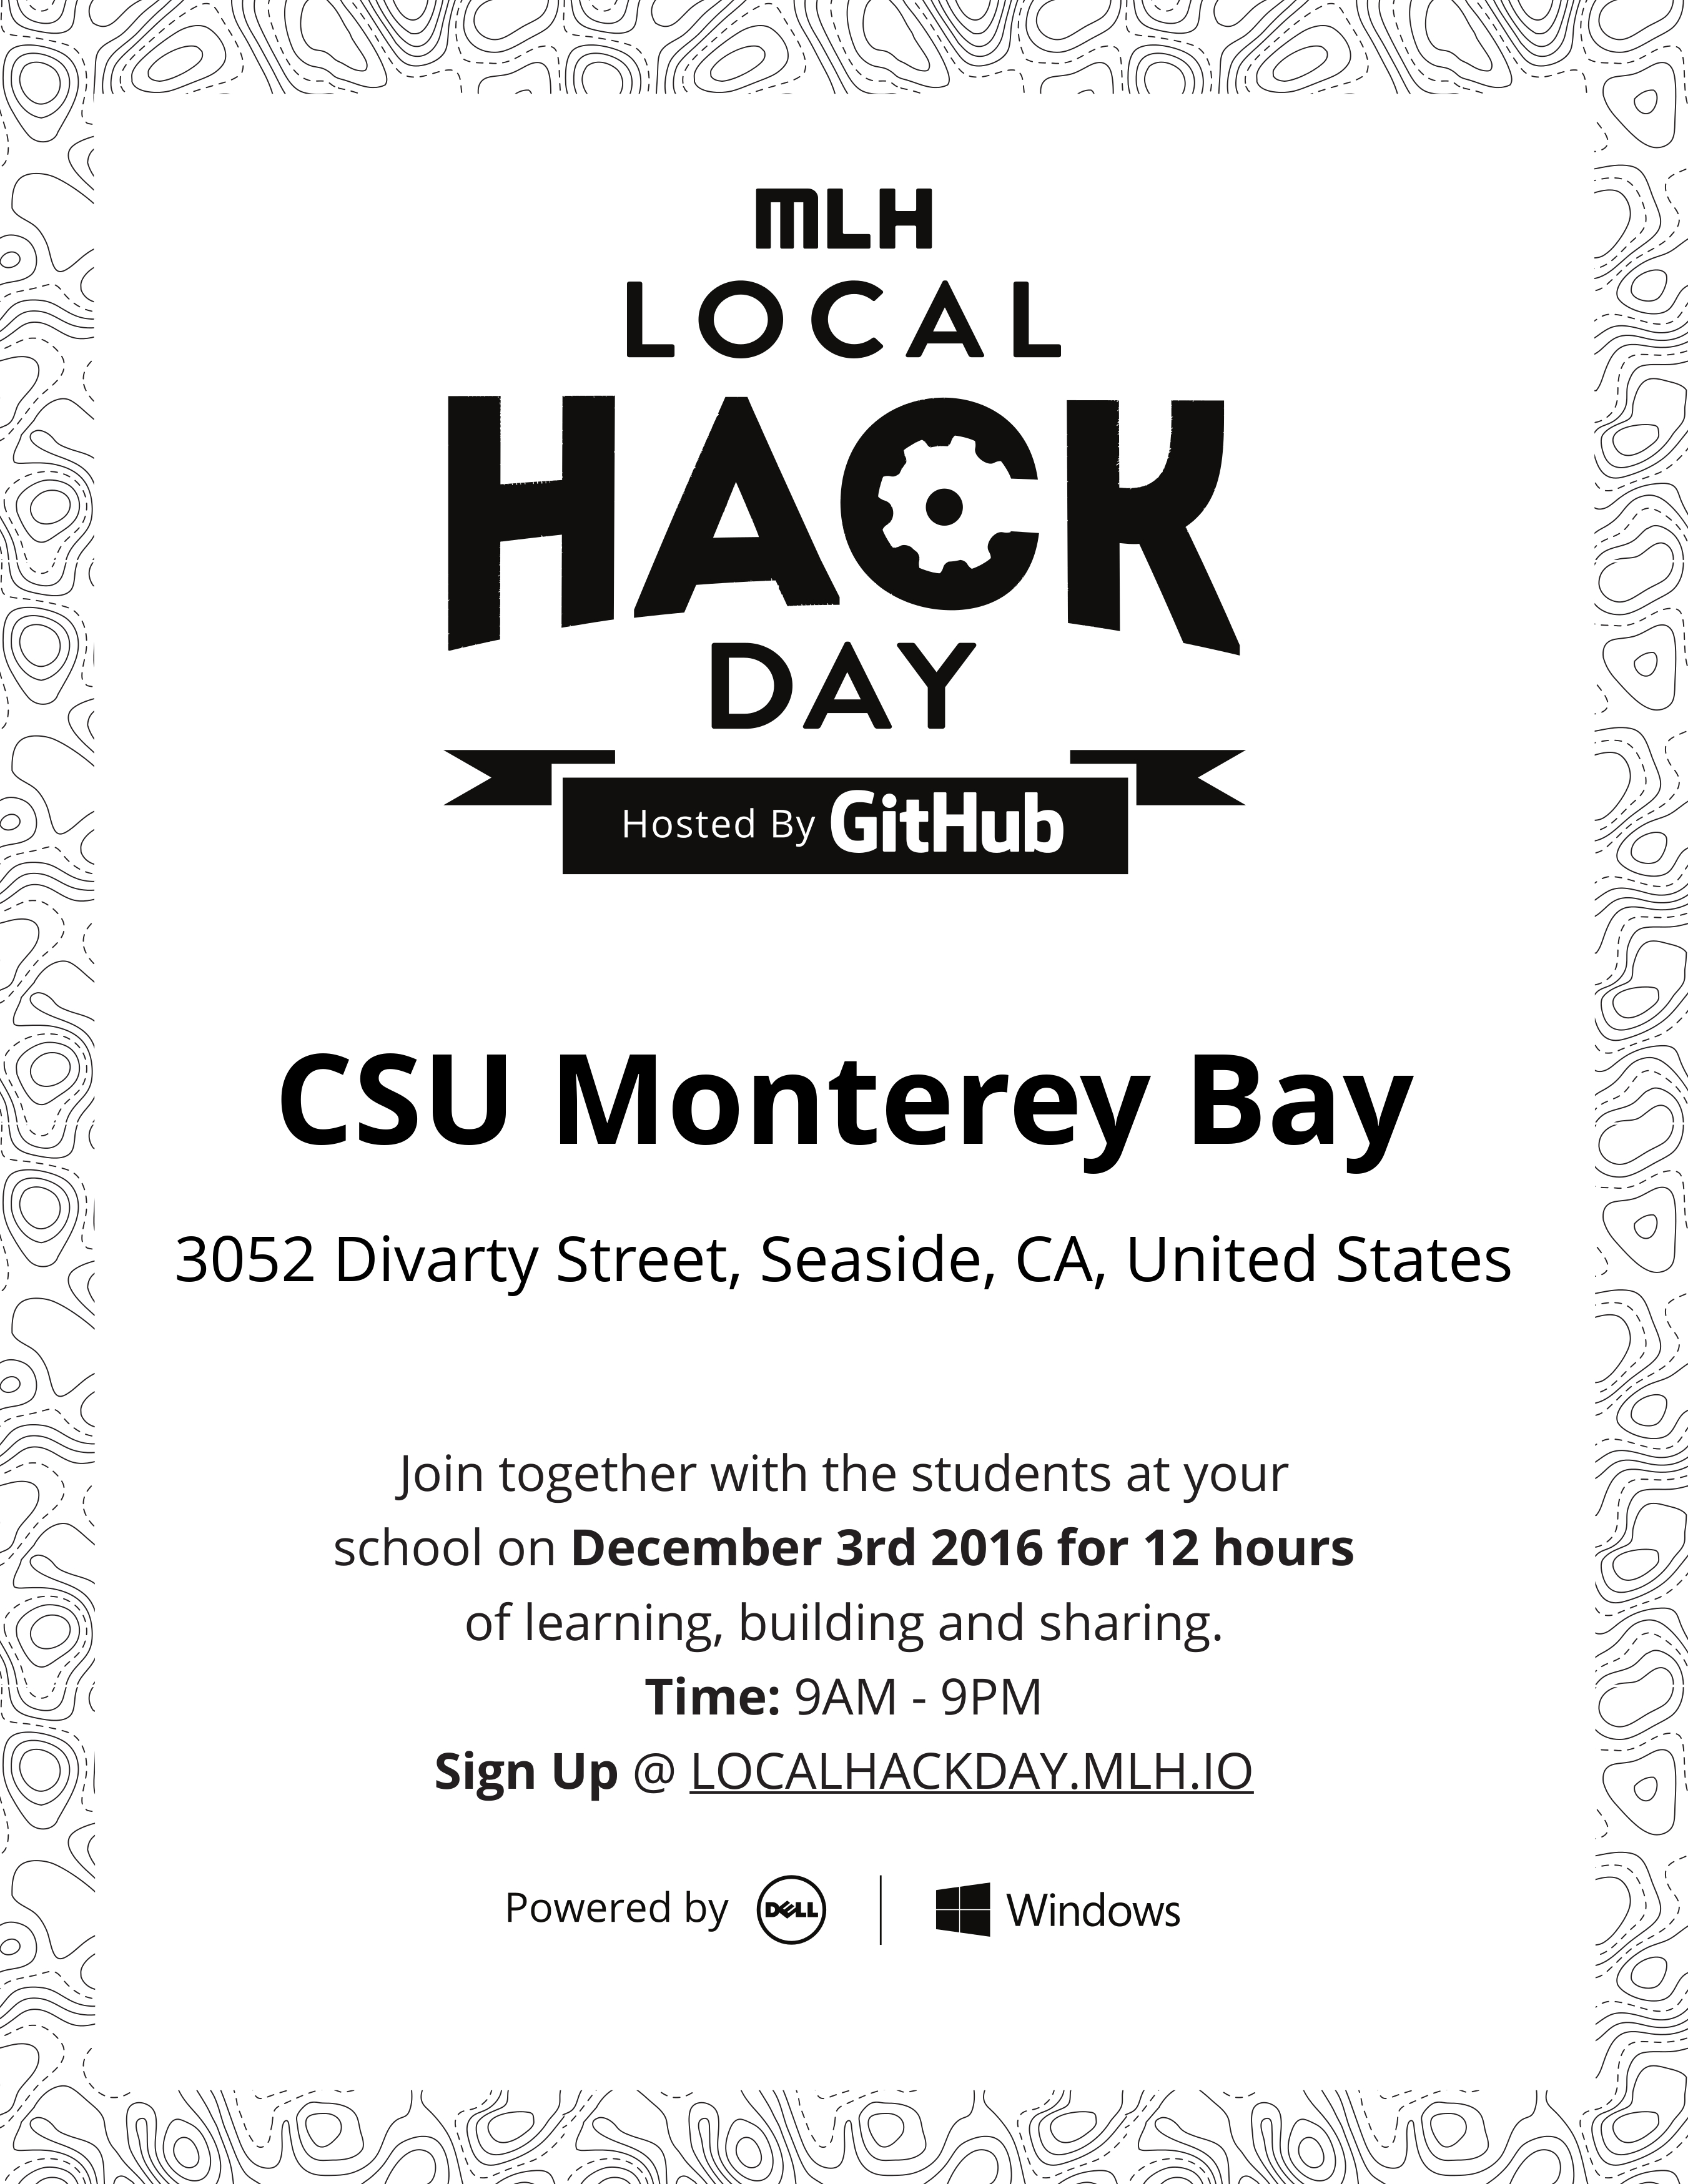 MLH
LOCAL
HACK
DAY
Hosted By GitHub
CSU Monterey Bay
3052 Divarty Street, Seaside, CA, United States
Join together with the students at your
school on December 3rd 2016 for 12 hours
of learning, building and sharing.
Time: 9AM - 9PM
Sign Up @ LOCALHACKDAY.MLH.IO
Powered by DELL | Windows